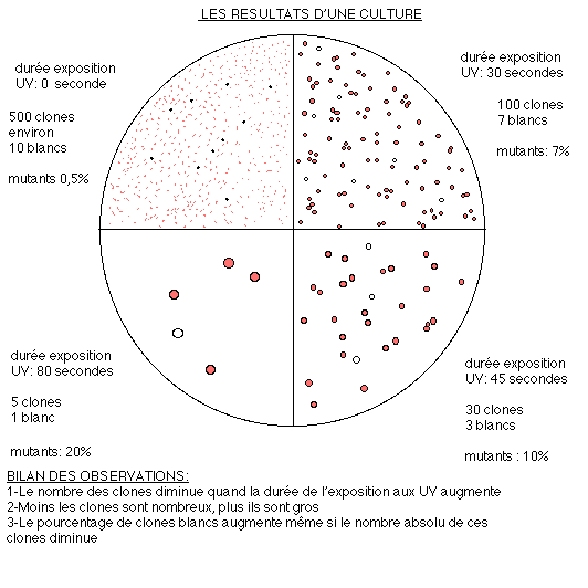 LES RESULTATS D'UNE CULTURE
durée exposition
UV: 0 seconde
500 clones
environ
10 blancs
mutants 0,5%
durée exposition
UV: 30 secondes
100 clones
7 blancs
mutants: 7%
durée exposition
UV: 80 secondes
5 clones
1 blanc
mutants: 20%
durée exposition
UV: 45 secondes
30 clones
3 blancs
mutants : 10%
BILAN DES OBSERVATIONS:
1-Le nombre des clones diminue quand la durée de l'exposition aux UV augmente
2-Moins les clones sont nombreux, plus ils sont gros
3-Le pourcentage de clones blancs augmente même si le nombre absolu de ces
clones diminue